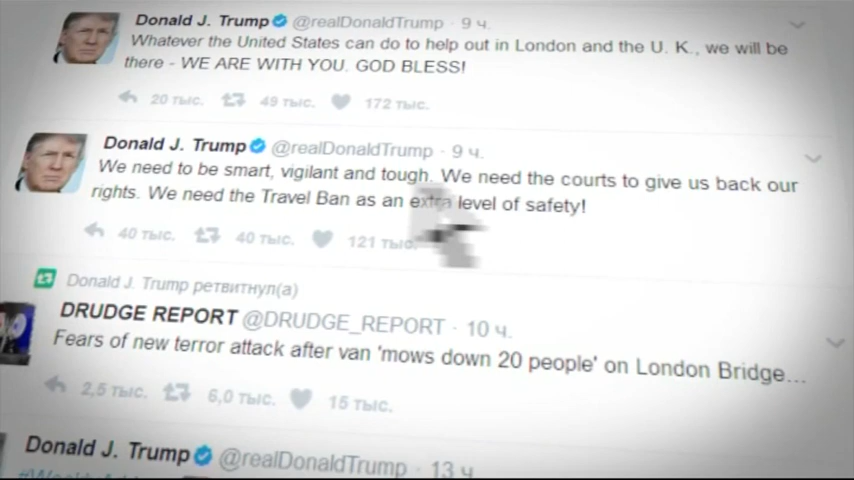 Donald J. Trump @realDonaldTrump · 9 ч.
Whatever the United States can do to help out in London and the U. K., we will be
there - WE ARE WITH YOU. GOD BLESS!
20 тыс. 49 тыс. 172 тыс.
Donald J. Trump @realDonaldTrump · 9 ч.
We need to be smart, vigilant and tough. We need the courts to give us back our
rights. We need the Travel Ban as an extra level of safety!
40 тыс. 40 тыс. 121 тыс.
Donald J. Trump ретвитнул(а)
DRUDGE REPORT @DRUDGE_REPORT · 10 ч.
Fears of new terror attack after van 'mows down 20 people' on London Bridge...
2,5 тыс. 6,0 тыс. 15 тыс.
Donald J. Trump @realDonaldTrump · 13 ч